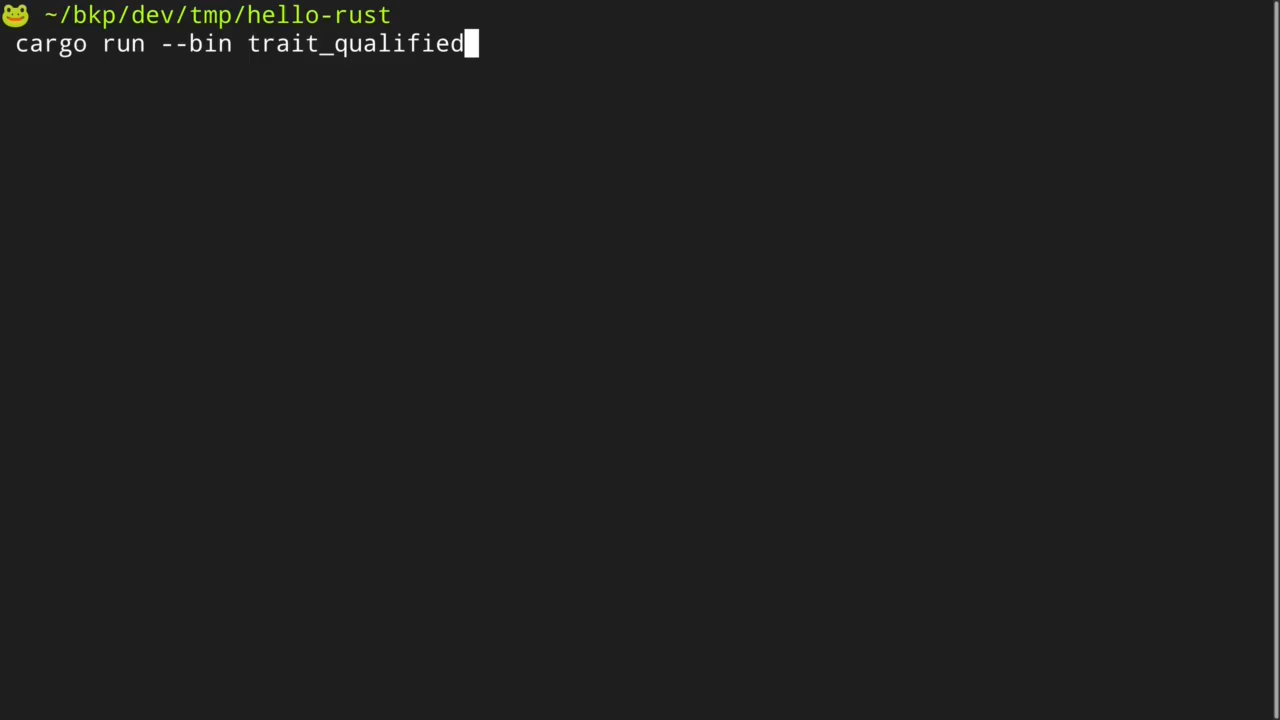 🐸 ~/bkp/dev/tmp/hello-rust
cargo run --bin trait_qualified